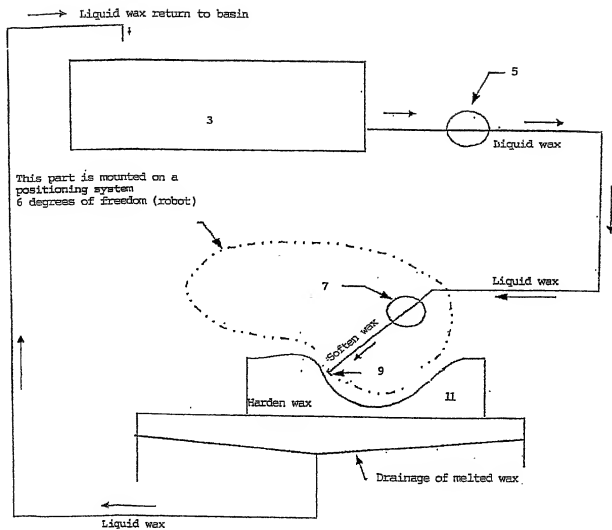 Liquid wax return to basin
5
3
Diquid wax
This part is mounted on a
positioning system
6 degrees of freedom (robot)
Liquid wax
7
Soften wax
9
Harden wax
11
Drainage of melted wax
Liquid wax